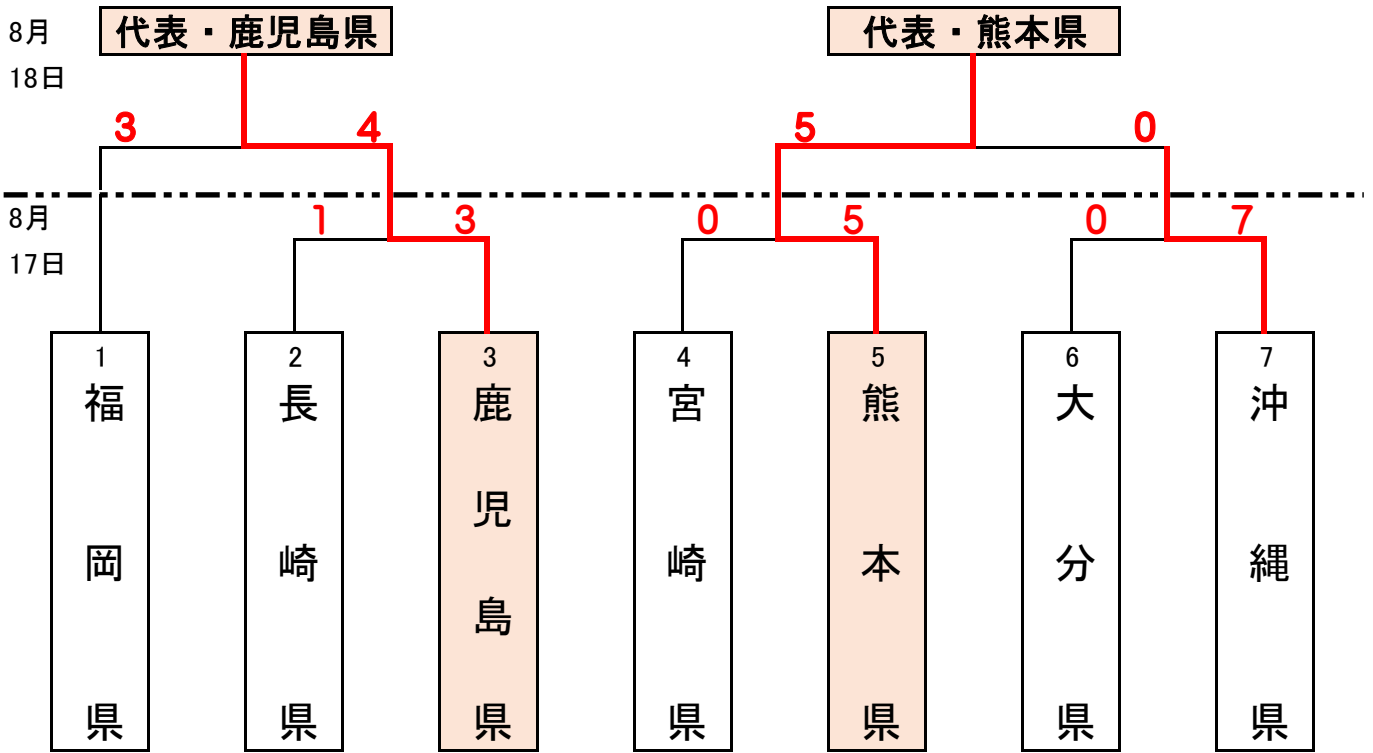 8月
18日
代表・鹿児島県
代表・熊本県
3 4 5 0
8月
17日
1 3 0 5 0 7
1 2 3 4 5 6 7
福岡県
長崎県
鹿児島県
宮崎県
熊本県
大分県
沖縄県